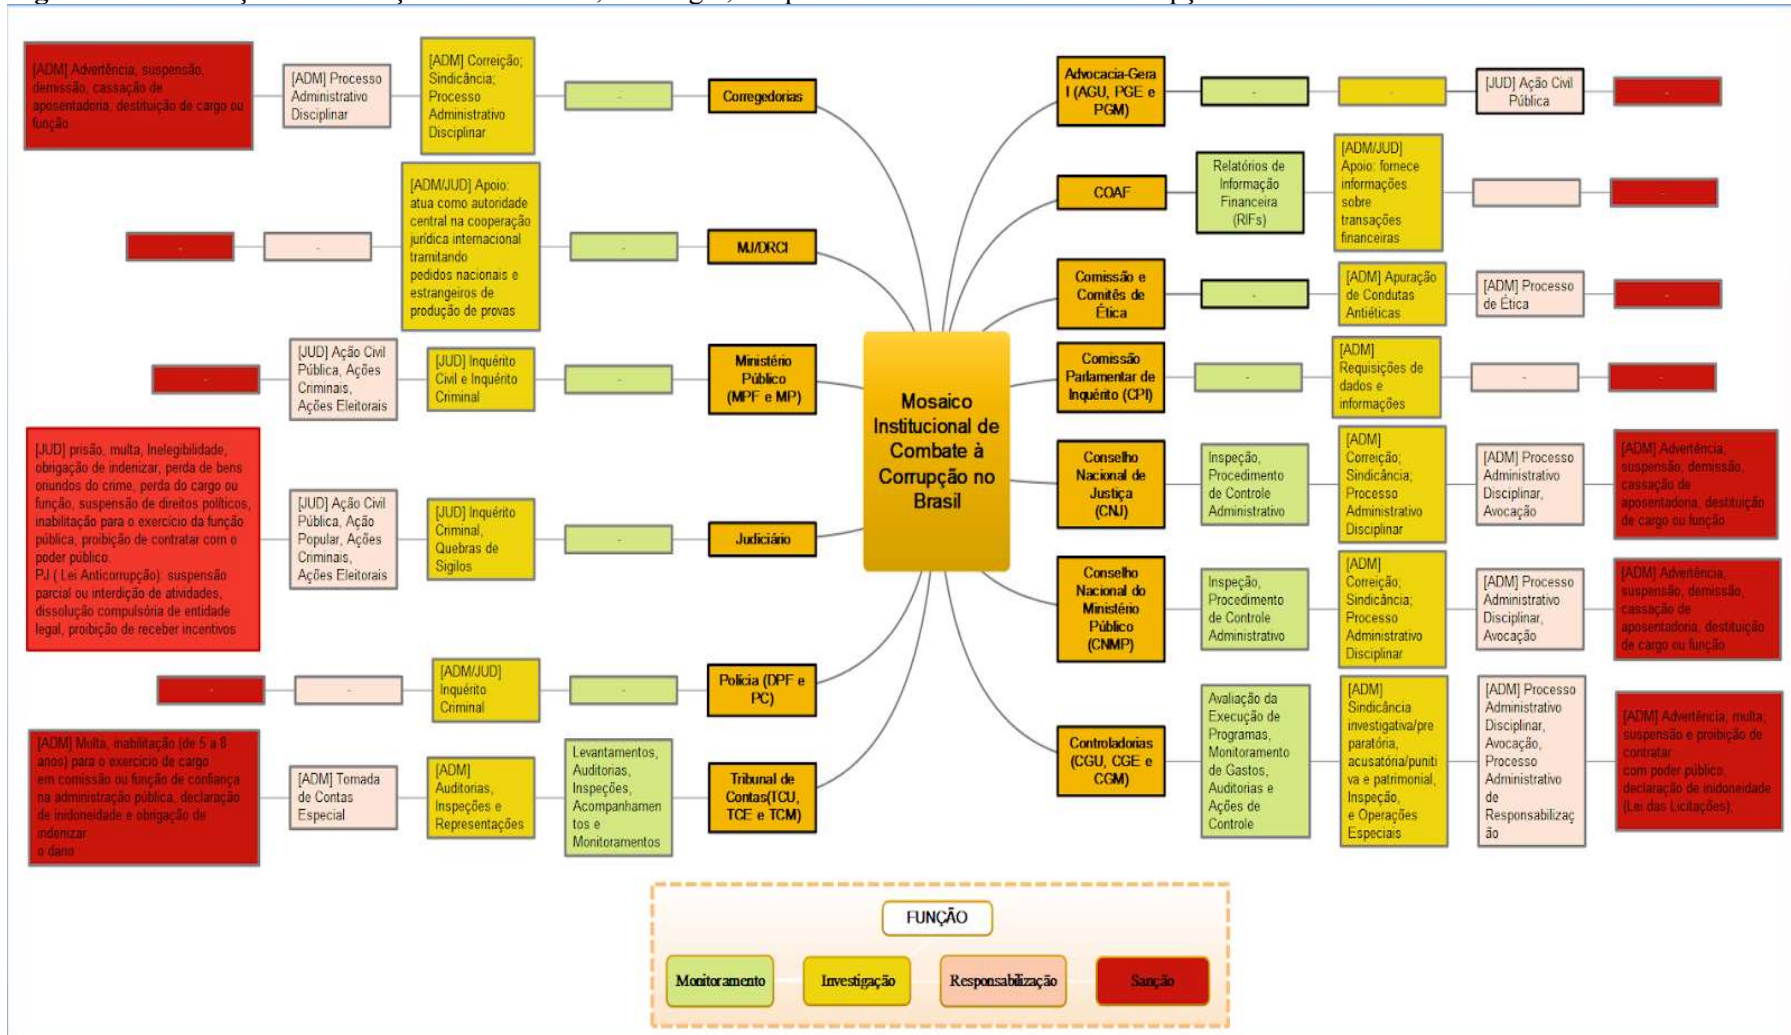 [ADM] Advertência, suspensão,
demissão, cassação de
aposentadoria, destituição de cargo ou
função
[ADM] Processo
Administrativo
Disciplinar
[ADM] Correição;
Sindicância;
Processo
Administrativo
Disciplinar
-
Corregedorias
-
-
[ADM/JUD] Apoio:
atua como autoridade
central na cooperação
jurídica internacional
tramitando
pedidos nacionais e
estrangeiros de
produção de provas
-
MJ/DRCI
-
[JUD] Ação Civil
Pública, Ações
Criminais,
Ações Eleitorais
[JUD] Inquérito
Civil e Inquérito
Criminal
-
Ministério
Público
(MPF e MP)
[JUD] prisão, multa, Inelegibilidade,
obrigação de indenizar, perda de bens
oriundos do crime, perda do cargo ou
função, suspensão de direitos políticos,
inabilitação para o exercício da função
pública, proibição de contratar com o
poder público.
PJ ( Lei Anticorrupção): suspensão
parcial ou interdição de atividades,
dissolução compulsória de entidade
legal, proibição de receber incentivos
[JUD] Ação Civil
Pública, Ação
Popular, Ações
Criminais,
Ações Eleitorais
[JUD] Inquérito
Criminal,
Quebras de
Sigilos
-
Judiciário
-
-
[ADM/JUD]
Inquérito
Criminal
-
Polícia (DPF e
PC)
[ADM] Multa, inabilitação (de 5 a 8
anos) para o exercício de cargo
em comissão ou função de confiança
na administração pública, declaração
de inidoneidade e obrigação de
indenizar
o dano
[ADM] Tomada
de Contas
Especial
[ADM]
Auditorias,
Inspeções e
Representações
Levantamentos,
Auditorias,
Inspeções,
Acompanhamen
tos e
Monitoramentos
Tribunal de
Contas(TCU,
TCE e TCM)
Mosaico
Institucional de
Combate à
Corrupção no
Brasil
Advocacia-Gera
l (AGU, PGE e
PGM)
-
-
[JUD] Ação Civil
Pública
-
COAF
Relatórios de
Informação
Financeira
(RIFs)
[ADM/JUD]
Apoio: fornece
informações
sobre
transações
financeiras
-
-
Comissão e
Comitês de
Ética
-
[ADM] Apuração
de Condutas
Antiéticas
[ADM] Processo
de Ética
-
Comissão
Parlamentar de
Inquérito (CPI)
-
[ADM]
Requisições de
dados e
informações
-
-
Conselho
Nacional de
Justiça
(CNJ)
Inspeção,
Procedimento
de Controle
Administrativo
[ADM]
Correição;
Sindicância;
Processo
Administrativo
Disciplinar
[ADM] Processo
Administrativo
Disciplinar,
Avocação
[ADM] Advertência,
suspensão, demissão,
cassação de
aposentadoria, destituição
de cargo ou função
Conselho
Nacional do
Ministério
Público
(CNMP)
Inspeção,
Procedimento
de Controle
Administrativo
[ADM]
Correição;
Sindicância;
Processo
Administrativo
Disciplinar
[ADM] Processo
Administrativo
Disciplinar,
Avocação
[ADM] Advertência,
suspensão, demissão,
cassação de
aposentadoria, destituição
de cargo ou função
Controladorias
(CGU, CGE e
CGM)
Avaliação da
Execução de
Programas,
Monitoramento
de Gastos,
Auditorias e
Ações de
Controle
[ADM]
Sindicância
investigativa/pre
paratória,
acusatória/puniti
va e patrimonial,
Inspeção,
e Operações
Especiais
[ADM] Processo
Administrativo
Disciplinar,
Avocação,
Processo
Administrativo
de
Responsabilizaç
ão
[ADM] Advertência, multa,
suspensão e proibição de
contratar
com poder público,
declaração de inidoneidade
(Lei das Licitações);
FUNÇÃO
Monitoramento
Investigação
Responsabilização
Sanção